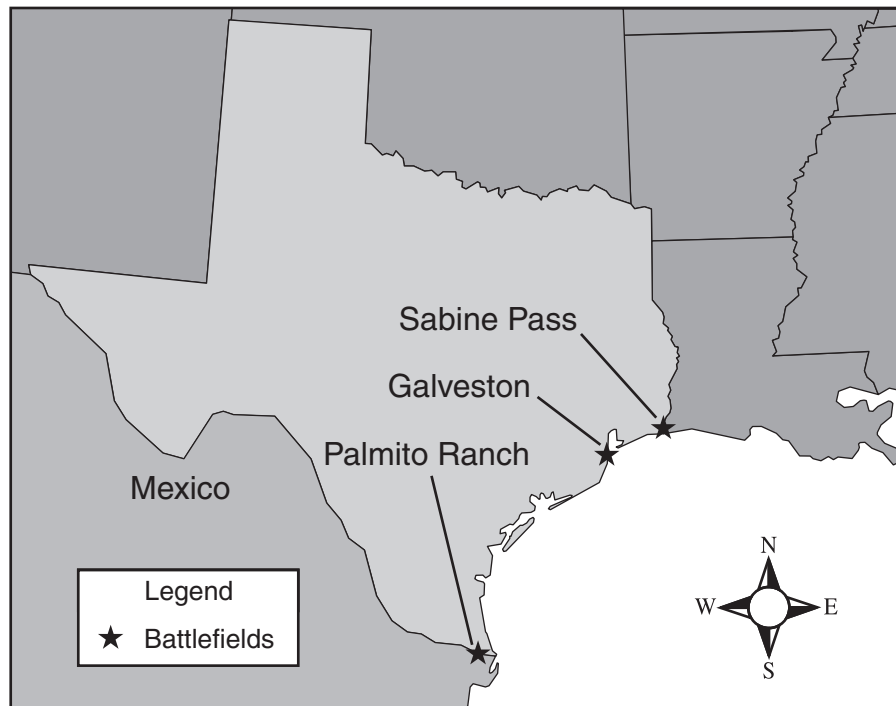 Sabine Pass
Galveston
Palmito Ranch
Mexico
Legend
Battlefields
N
W
E
S